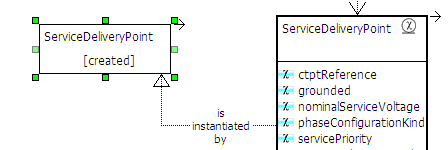 ServiceDeliveryPoint
[created]
ServiceDeliveryPoint
ctptReference
grounded
nominalServiceVoltage
phaseConfigurationKind
servicePriority
is
instantiated
by